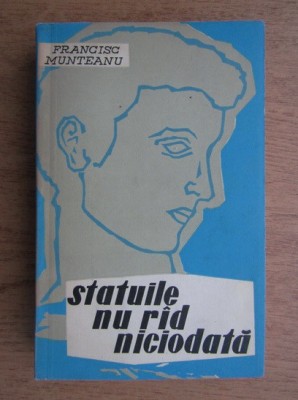 FRANCISC
MUNTEANU
statuile
nu rîd
niciodată